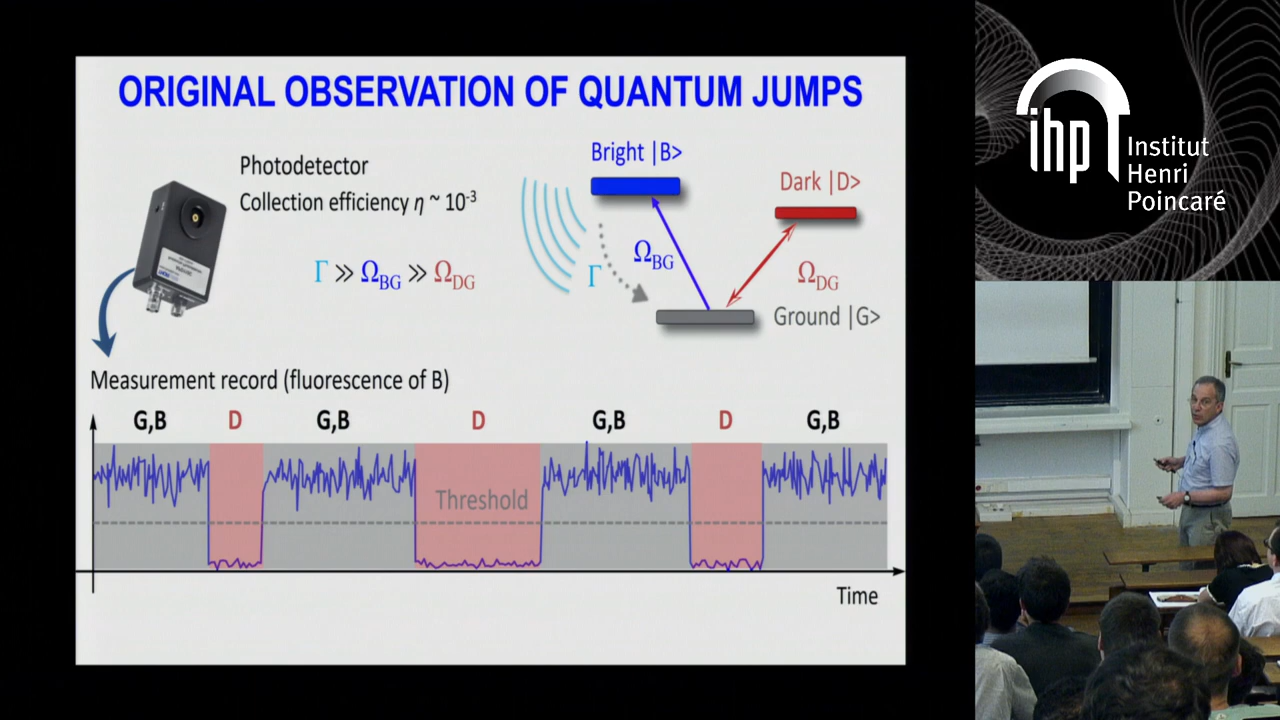 ORIGINAL OBSERVATION OF QUANTUM JUMPS
Photodetector
Collection efficiency η ~ 10⁻³
Γ ≫ Ω_BG ≫ Ω_DG
Bright |B>
Dark |D>
Ω_BG
Γ
Ω_DG
Ground |G>
Measurement record (fluorescence of B)
G,B D G,B D G,B D G,B
Threshold
Time
ihp
Institut
Henri
Poincaré